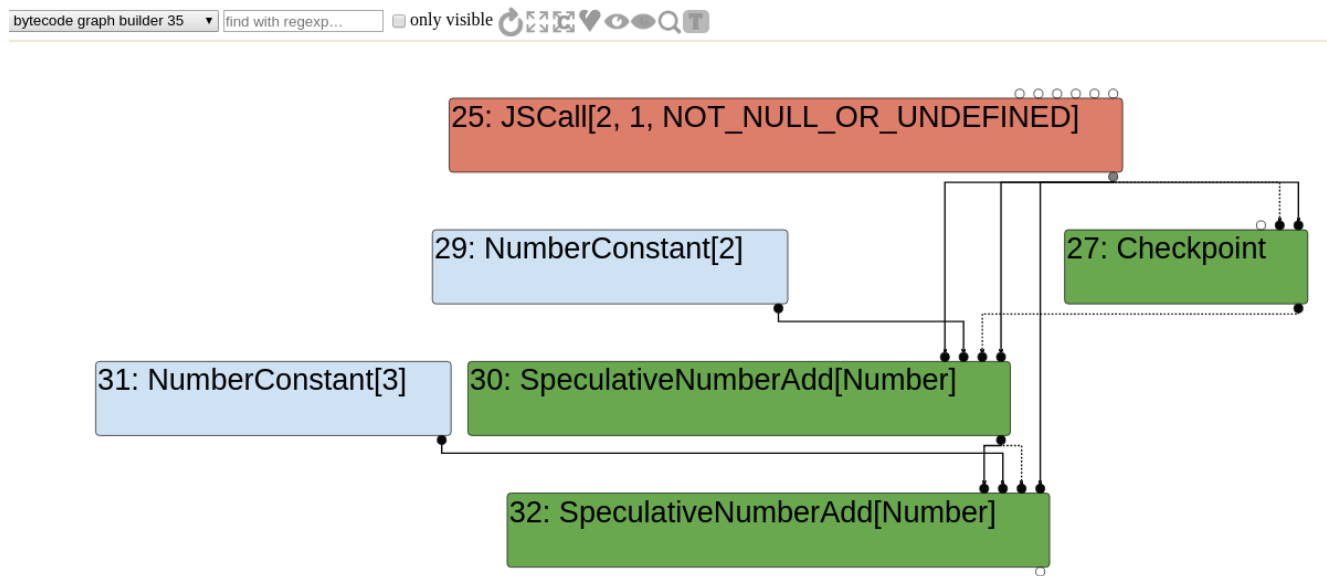 bytecode graph builder 35 find with regexp... only visible T
25: JSCall[2, 1, NOT_NULL_OR_UNDEFINED]
29: NumberConstant[2]
27: Checkpoint
31: NumberConstant[3]
30: SpeculativeNumberAdd[Number]
32: SpeculativeNumberAdd[Number]